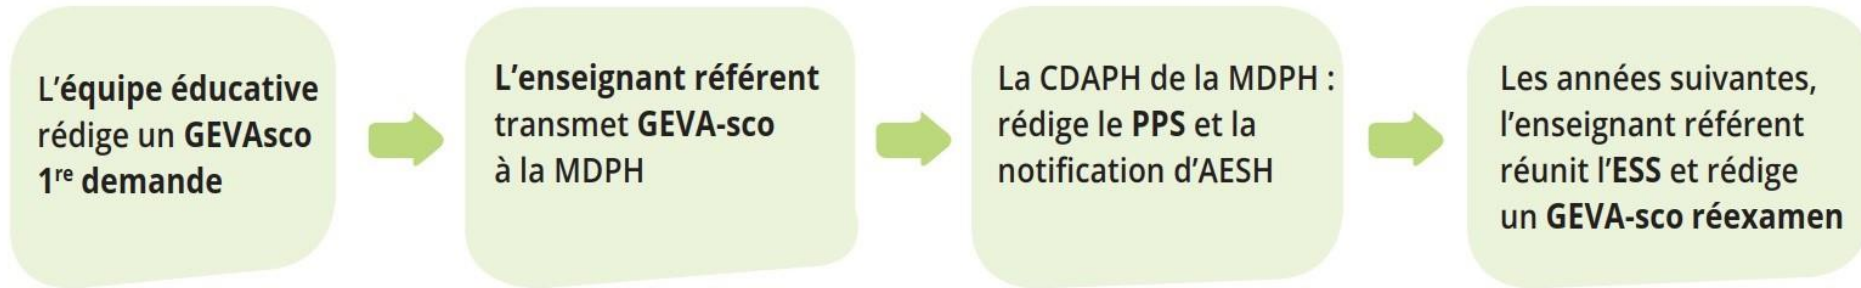 L'équipe éducative
rédige un GEVAsco
1re demande
L'enseignant référent
transmet GEVA-sco
à la MDPH
La CDAPH de la MDPH :
rédige le PPS et la
notification d'AESH
Les années suivantes,
l'enseignant référent
réunit l'ESS et rédige
un GEVA-sco réexamen